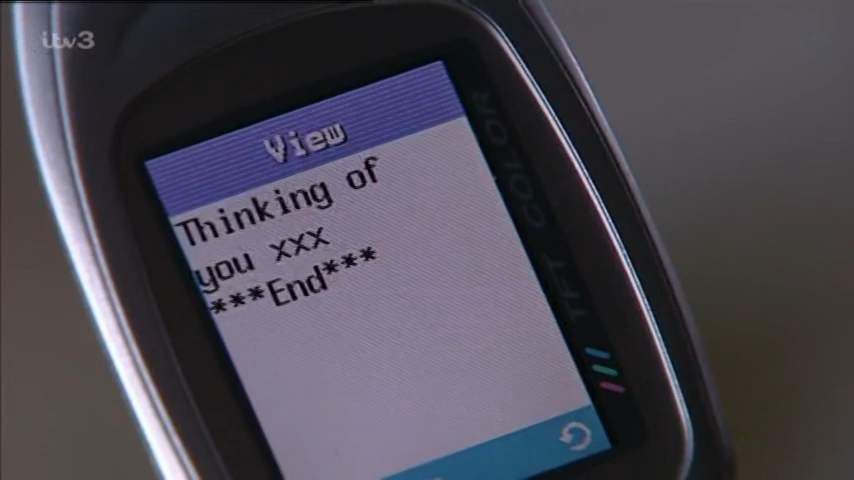 itv3
View
Thinking of
you xxx
***End***
TFT COLOR